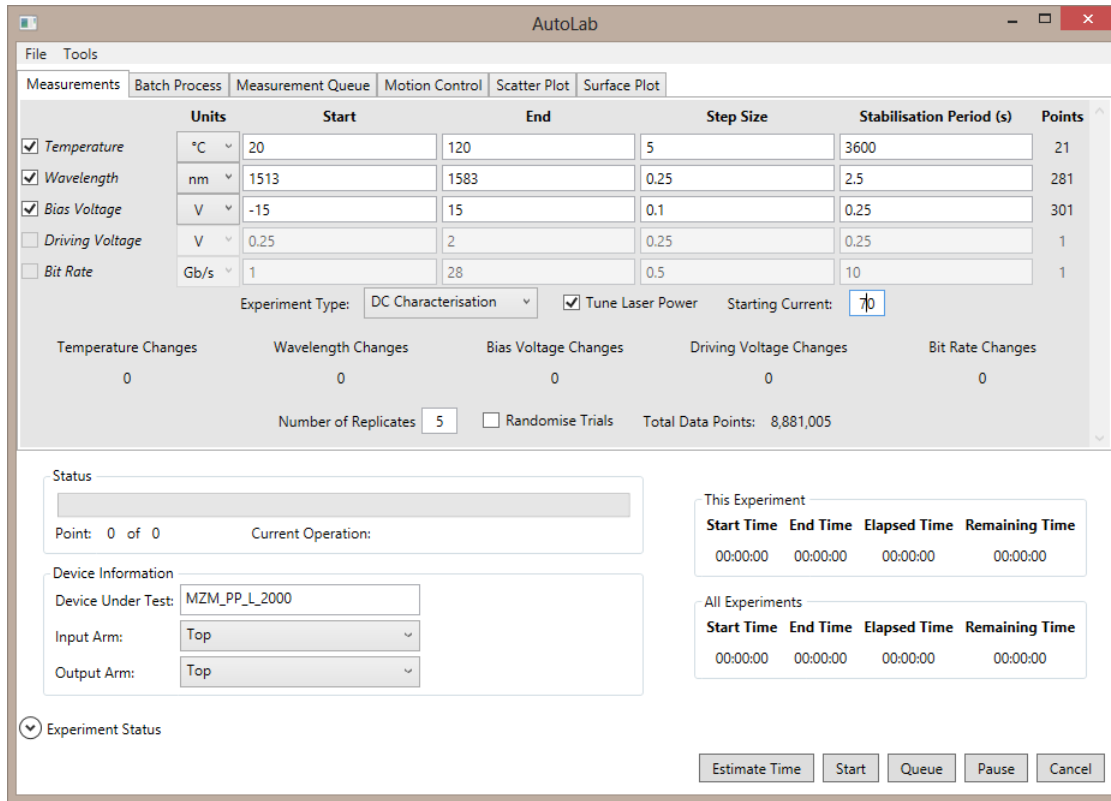 AutoLab
File Tools
Measurements Batch Process Measurement Queue Motion Control Scatter Plot Surface Plot
Units Start End Step Size Stabilisation Period (s) Points
Temperature °C 20 120 5 3600 21
Wavelength nm 1513 1583 0.25 2.5 281
Bias Voltage V -15 15 0.1 0.25 301
Driving Voltage V 0.25 2 0.25 0.25 1
Bit Rate Gb/s 1 28 0.5 10 1
Experiment Type: DC Characterisation Tune Laser Power Starting Current: 70
Temperature Changes Wavelength Changes Bias Voltage Changes Driving Voltage Changes Bit Rate Changes
0 0 0 0 0
Number of Replicates 5 Randomise Trials Total Data Points: 8,881,005
Status
Point: 0 of 0 Current Operation:
Device Information
Device Under Test: MZM_PP_L_2000
Input Arm: Top
Output Arm: Top
This Experiment
Start Time End Time Elapsed Time Remaining Time
00:00:00 00:00:00 00:00:00 00:00:00
All Experiments
Start Time End Time Elapsed Time Remaining Time
00:00:00 00:00:00 00:00:00 00:00:00
Experiment Status
Estimate Time Start Queue Pause Cancel